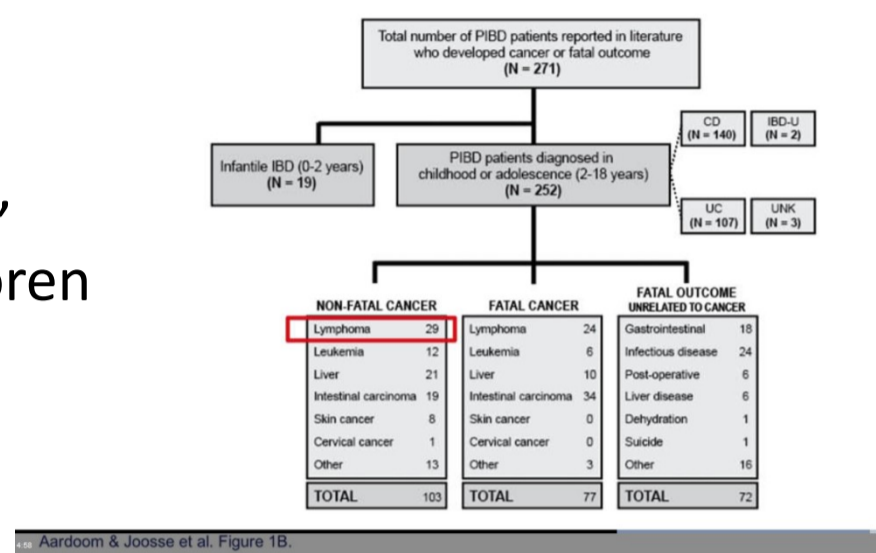 Total number of PIBD patients reported in literature
who developed cancer or fatal outcome
(N = 271)
CD
(N = 140)
IBD-U
(N = 2)
Infantile IBD (0-2 years)
(N = 19)
PIBD patients diagnosed in
childhood or adolescence (2-18 years)
(N = 252)
UC
(N = 107)
UNK
(N = 3)
,
oren
NON-FATAL CANCER
Lymphoma 29
Leukemia 12
Liver 21
Intestinal carcinoma 19
Skin cancer 8
Cervical cancer 1
Other 13
TOTAL 103
FATAL CANCER
Lymphoma 24
Leukemia 6
Liver 10
Intestinal carcinoma 34
Skin cancer 0
Cervical cancer 0
Other 3
TOTAL 77
FATAL OUTCOME
UNRELATED TO CANCER
Gastrointestinal 18
Infectious disease 24
Post-operative 6
Liver disease 6
Dehydration 1
Suicide 1
Other 16
TOTAL 72
4:58 Aardoom & Joosse et al. Figure 1B.